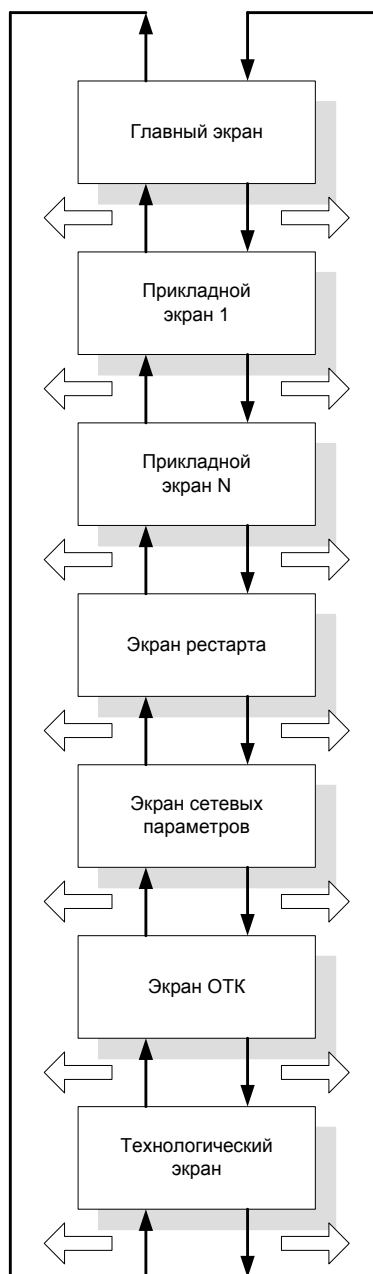 Главный экран
Прикладной
экран 1
Прикладной
экран N
Экран рестарта
Экран сетевых
параметров
Экран ОТК
Технологический
экран